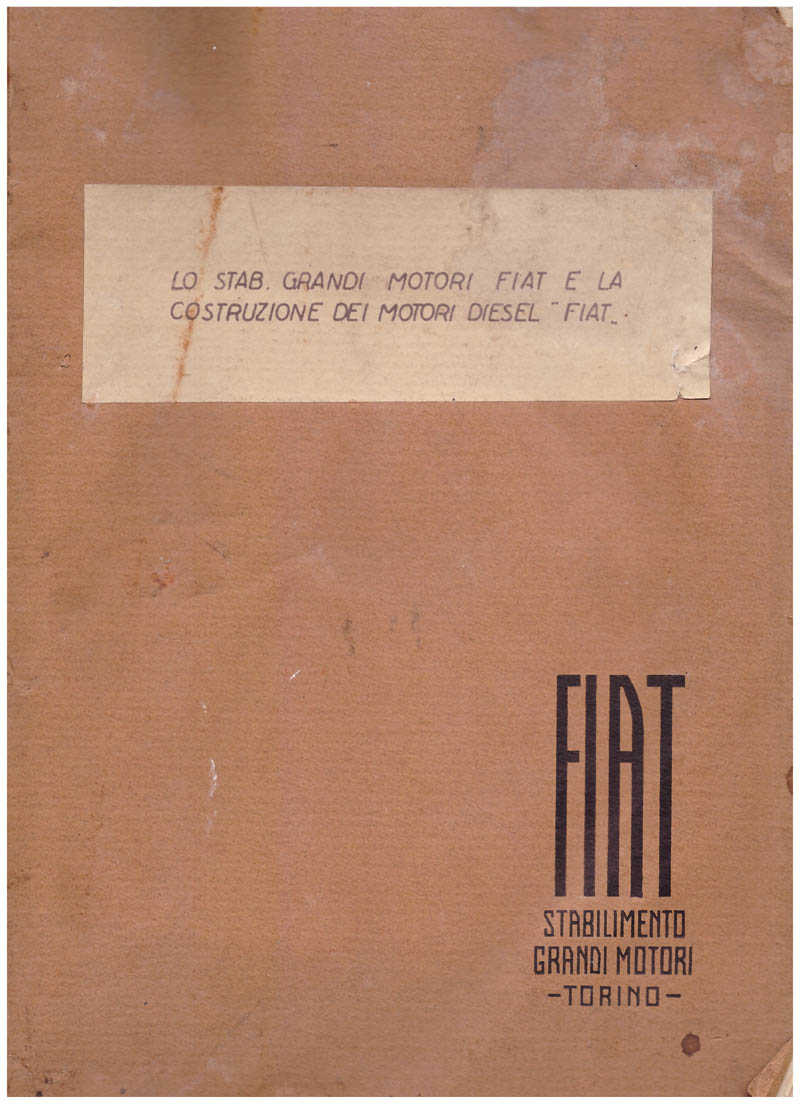 LO STAB. GRANDI MOTORI FIAT E LA
COSTRUZIONE DEI MOTORI DIESEL "FIAT„
FIAT
STABILIMENTO
GRANDI MOTORI
-TORINO-